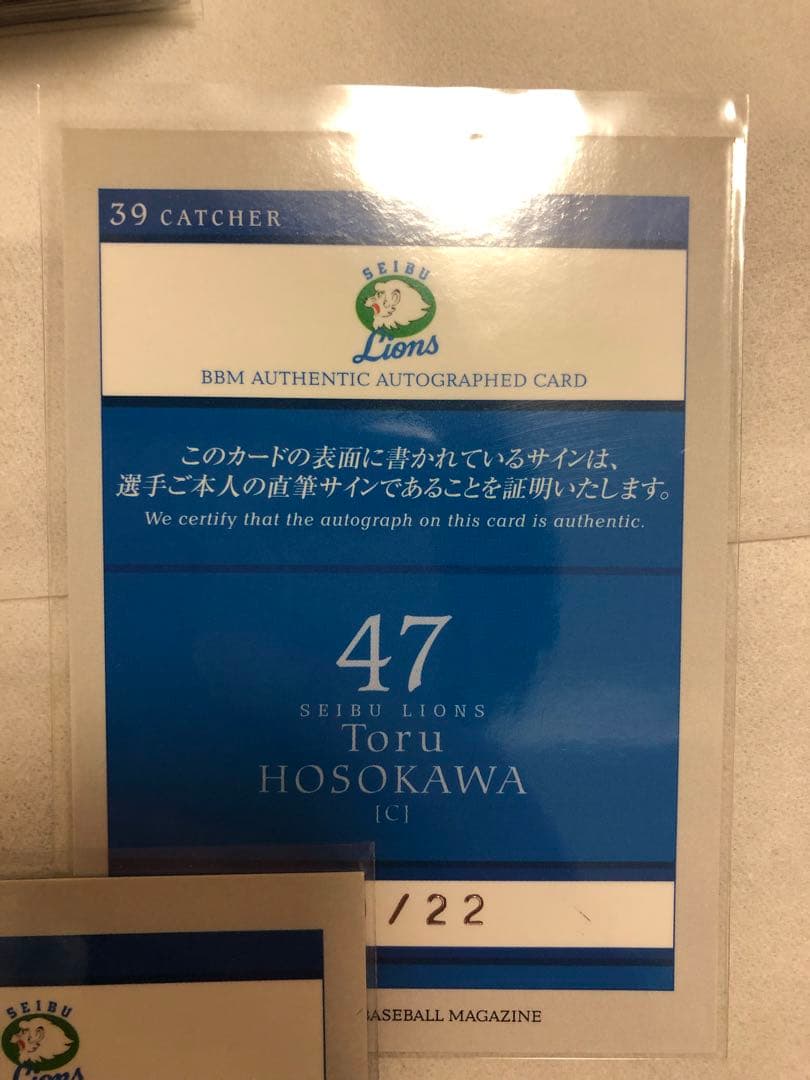 39 CATCHER
SEIBU
Lions
BBM AUTHENTIC AUTOGRAPHED CARD
このカードの表面に書かれているサインは、
選手ご本人の直筆サインであることを証明いたします。
We certify that the autograph on this card is authentic.
47
SEIBU LIONS
Toru
HOSOKAWA
[C]
/22
BASEBALL MAGAZINE
SEIBU
Lions